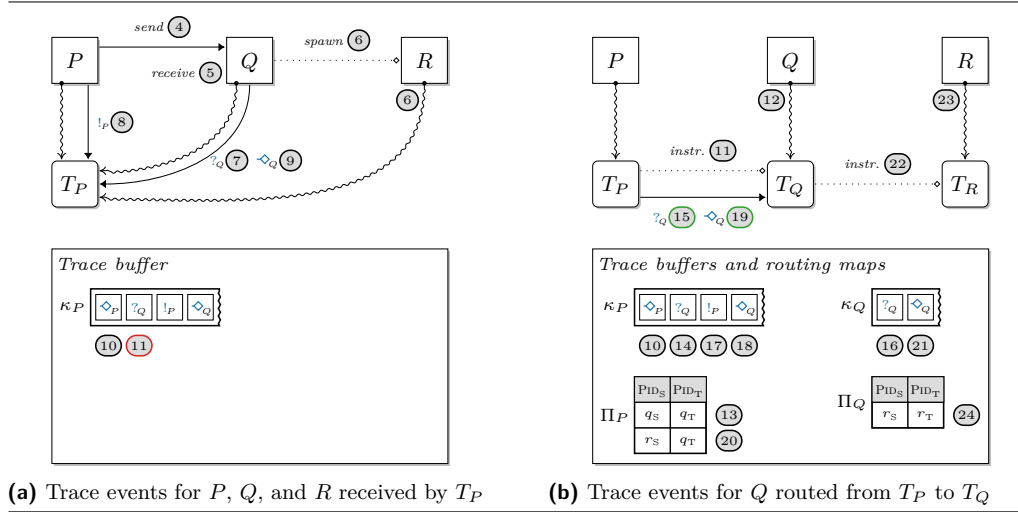 send 4
spawn 6
P
Q
R
receive 5
6
!P 8
?Q 7
Q 9
TP
Trace buffer
κP
P
?Q
!P
Q
10 11
(a) Trace events for P, Q, and R received by TP
P
Q
R
12
23
instr. 11
instr. 22
TP
TQ
TR
?Q 15
Q 19
Trace buffers and routing maps
κP
P
?Q
!P
Q
κQ
?Q
Q
10 14 17 18
16 21
ΠP
PIDS PIDT
qS qT 13
rS qT 20
ΠQ
PIDS PIDT
rS rT 24
(b) Trace events for Q routed from TP to TQ